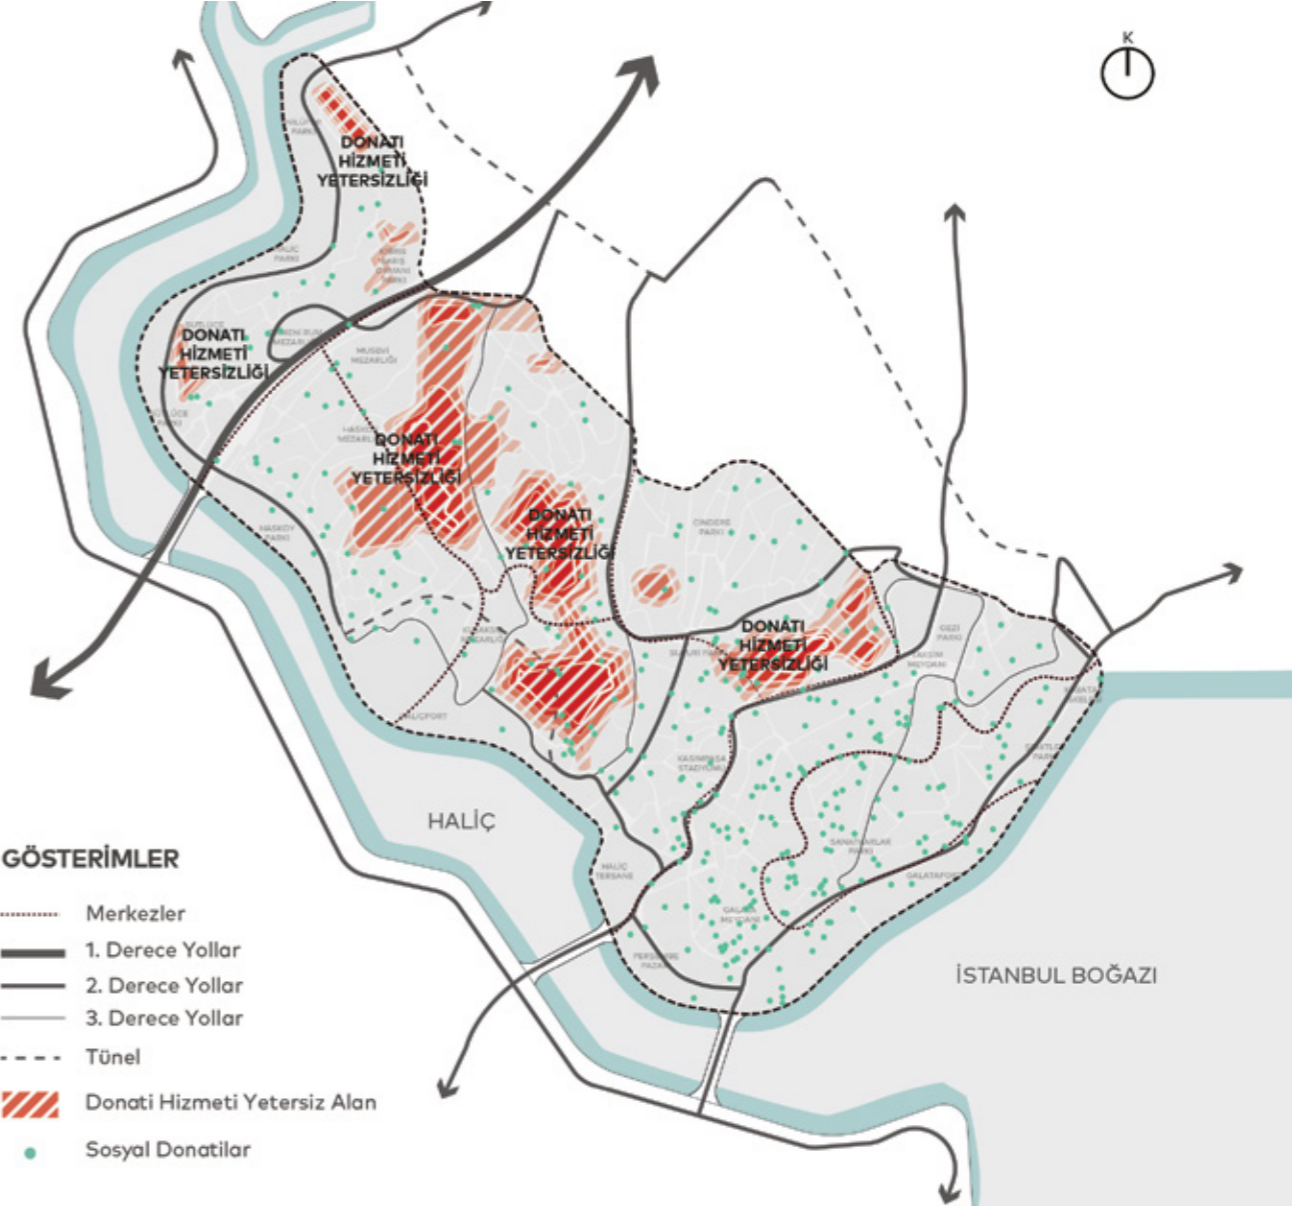 K
DONATI
HİZMETİ
YETERSİZLİĞİ
HALİÇ
PARKI
DONATI
HİZMETİ
YETERSİZLİĞİ
MUSEVİ
MEZARLIĞI
DONATI
HİZMETİ
YETERSİZLİĞİ
HASKÖY
PARKI
DONATI
HİZMETİ
YETERSİZLİĞİ
CINDERE
PARKI
DONATI
HİZMETİ
YETERSİZLİĞİ
GEZİ
PARKI
TAKSİM
MEYDANI
HALİÇPORT
KASIMPAŞA
STADYUMU
HALİÇ
SANATKARLAR
PARKI
HALİÇ
TERSANE
GALATAPORT
GALATA
MEYDANI
PERŞEMBE
PAZARI
İSTANBUL BOĞAZI
GÖSTERİMLER
Merkezler
1. Derece Yollar
2. Derece Yollar
3. Derece Yollar
Tünel
Donati Hizmeti Yetersiz Alan
Sosyal Donatilar